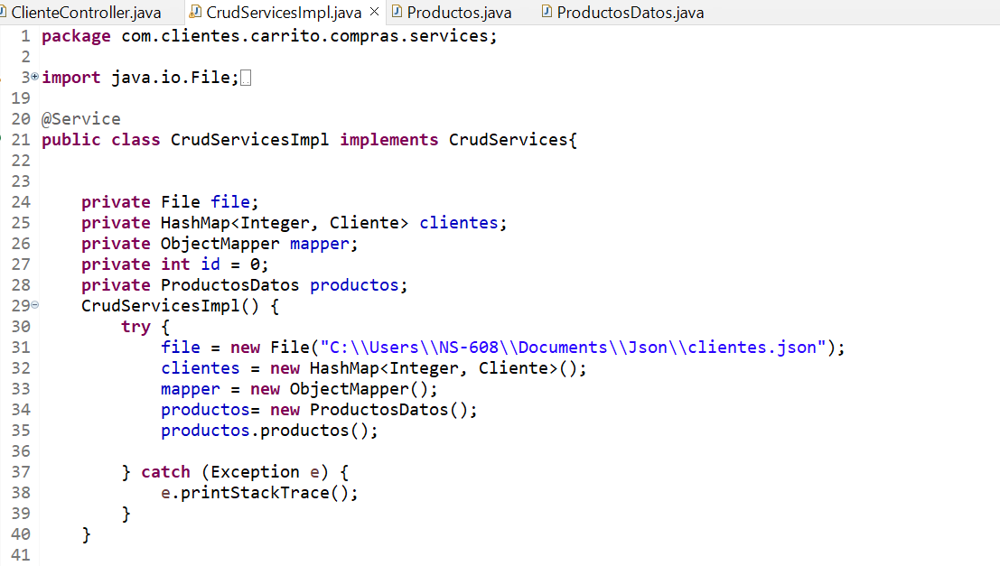 ClienteController.java CrudServicesImpl.java Productos.java ProductosDatos.java
1 package com.clientes.carrito.compras.services;
2
3 import java.io.File;
19
20 @Service
21 public class CrudServicesImpl implements CrudServices{
22
23
24 private File file;
25 private HashMap<Integer, Cliente> clientes;
26 private ObjectMapper mapper;
27 private int id = 0;
28 private ProductosDatos productos;
29 CrudServicesImpl() {
30 try {
31 file = new File("C:\\Users\\NS-608\\Documents\\Json\\clientes.json");
32 clientes = new HashMap<Integer, Cliente>();
33 mapper = new ObjectMapper();
34 productos= new ProductosDatos();
35 productos.productos();
36
37 } catch (Exception e) {
38 e.printStackTrace();
39 }
40 }
41